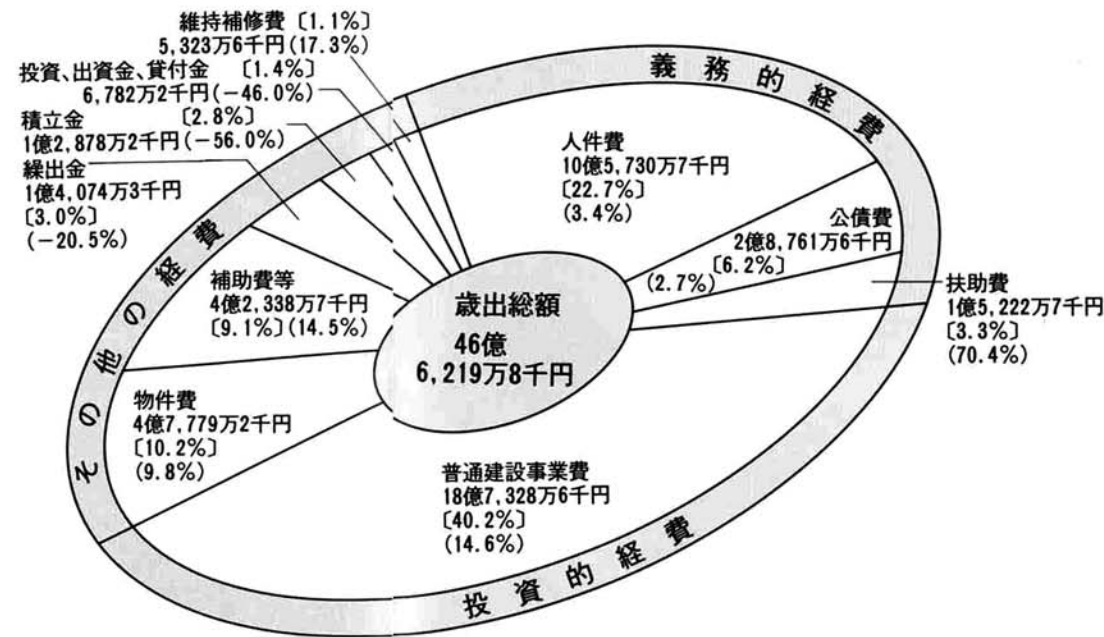 維持補修費〔1.1%〕
5,323万6千円(17.3%)
投資、出資金、貸付金 〔1.4%〕
6,782万2千円(-46.0%)
積立金 〔2.8%〕
1億2,878万2千円(-56.0%)
繰出金
1億4,074万3千円
〔3.0%〕
(-20.5%)
補助費等
4億2,338万7千円
〔9.1%〕(14.5%)
物件費
4億7,779万2千円
〔10.2%〕
(9.8%)
その他の経費
義務的経費
人件費
10億5,730万7千円
〔22.7%〕
(3.4%)
公債費
2億8,761万6千円
〔6.2%〕
(2.7%)
扶助費
1億5,222万7千円
〔3.3%〕
(70.4%)
歳出総額
46億
6,219万8千円
普通建設事業費
18億7,328万6千円
〔40.2%〕
(14.6%)
投資的経費